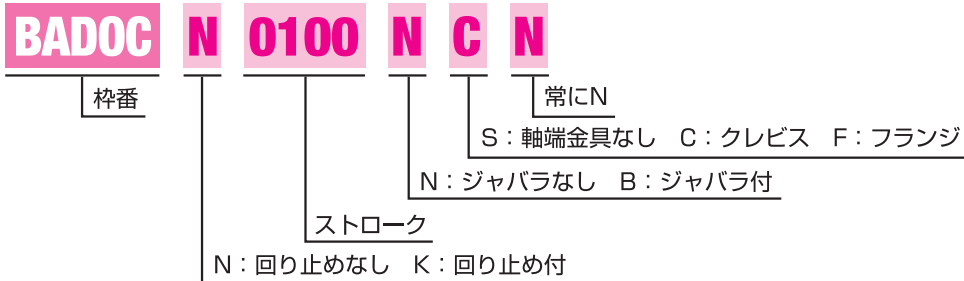 BADOC N 0100 N C N
枠番
常にN
S：軸端金具なし　C：クレビス　F：フランジ
N：ジャバラなし　B：ジャバラ付
ストローク
N：回り止めなし　K：回り止め付